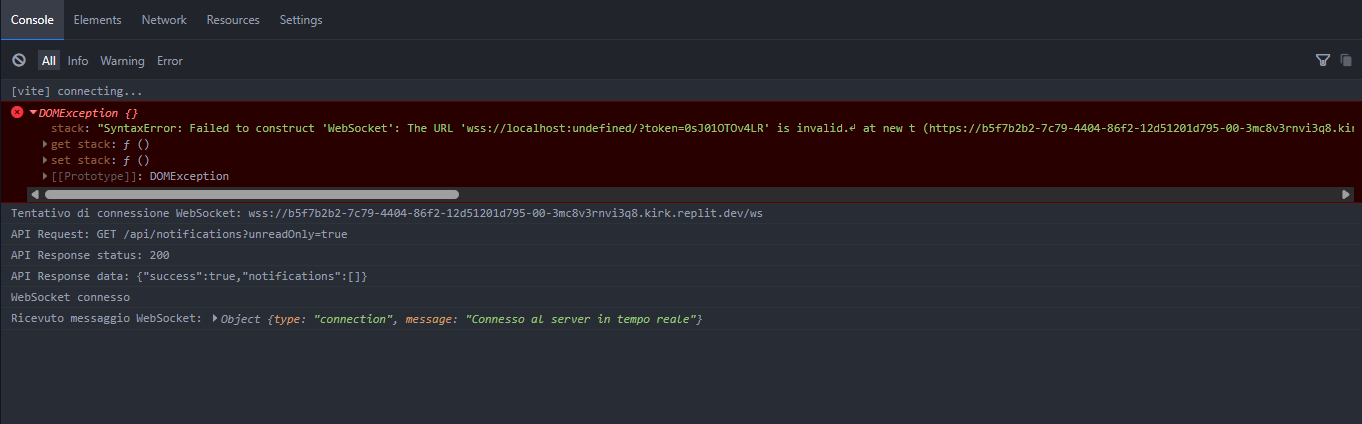 Console Elements Network Resources Settings
All Info Warning Error
[vite] connecting...
DOMException {}
stack: "SyntaxError: Failed to construct 'WebSocket': The URL 'wss://localhost:undefined/?token=0sJ01OTOv4LR' is invalid.↵ at new t (https://b5f7b2b2-7c79-4404-86f2-12d51201d795-00-3mc8v3rnvi3q8.kir
get stack: ƒ ()
set stack: ƒ ()
[[Prototype]]: DOMException
Tentativo di connessione WebSocket: wss://b5f7b2b2-7c79-4404-86f2-12d51201d795-00-3mc8v3rnvi3q8.kirk.replit.dev/ws
API Request: GET /api/notifications?unreadOnly=true
API Response status: 200
API Response data: {"success":true,"notifications":[]}
WebSocket connesso
Ricevuto messaggio WebSocket: Object {type: "connection", message: "Connesso al server in tempo reale"}